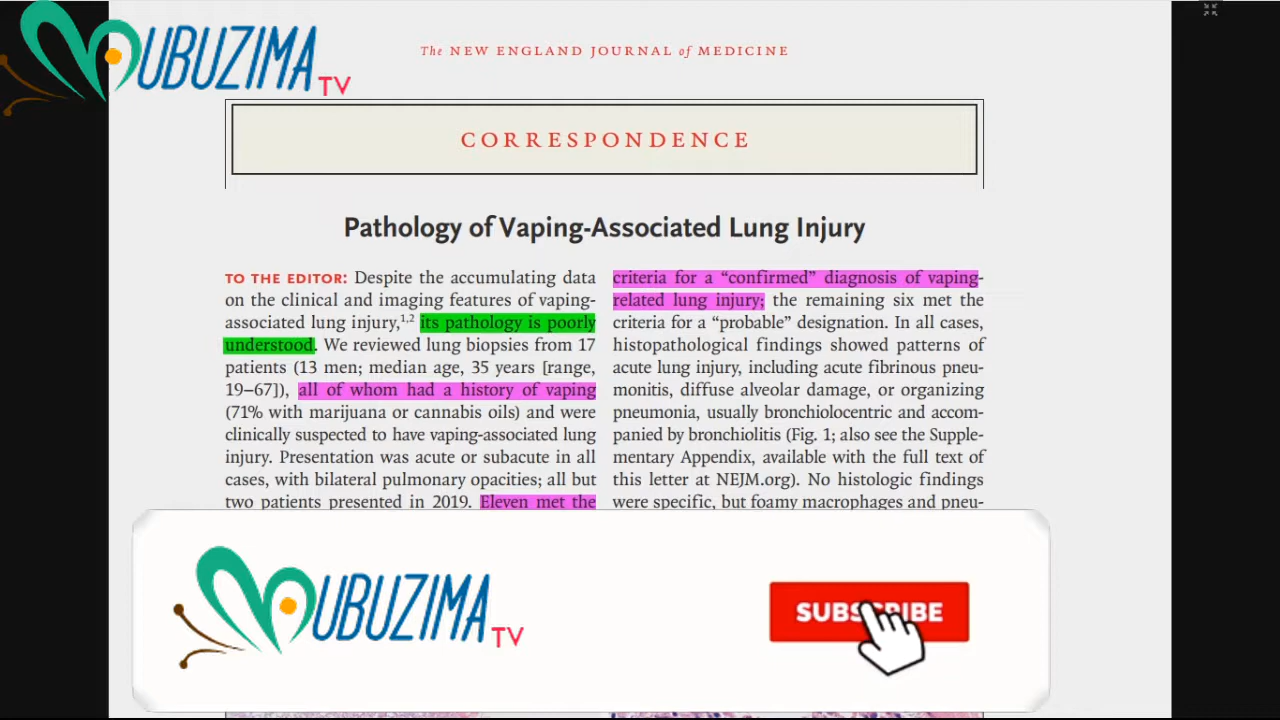 UBUZIMA
TV
The NEW ENGLAND JOURNAL of MEDICINE
CORRESPONDENCE
Pathology of Vaping-Associated Lung Injury
TO THE EDITOR: Despite the accumulating data
on the clinical and imaging features of vaping-
associated lung injury,1,2 its pathology is poorly
understood. We reviewed lung biopsies from 17
patients (13 men; median age, 35 years [range,
19–67]), all of whom had a history of vaping
(71% with marijuana or cannabis oils) and were
clinically suspected to have vaping-associated lung
injury. Presentation was acute or subacute in all
cases, with bilateral pulmonary opacities; all but
two patients presented in 2019. Eleven met the
criteria for a “confirmed” diagnosis of vaping-
related lung injury; the remaining six met the
criteria for a “probable” designation. In all cases,
histopathological findings showed patterns of
acute lung injury, including acute fibrinous pneu-
monitis, diffuse alveolar damage, or organizing
pneumonia, usually bronchiolocentric and accom-
panied by bronchiolitis (Fig. 1; also see the Supple-
mentary Appendix, available with the full text of
this letter at NEJM.org). No histologic findings
were specific, but foamy macrophages and pneu-
UBUZIMA
TV
SUBSCRIBE